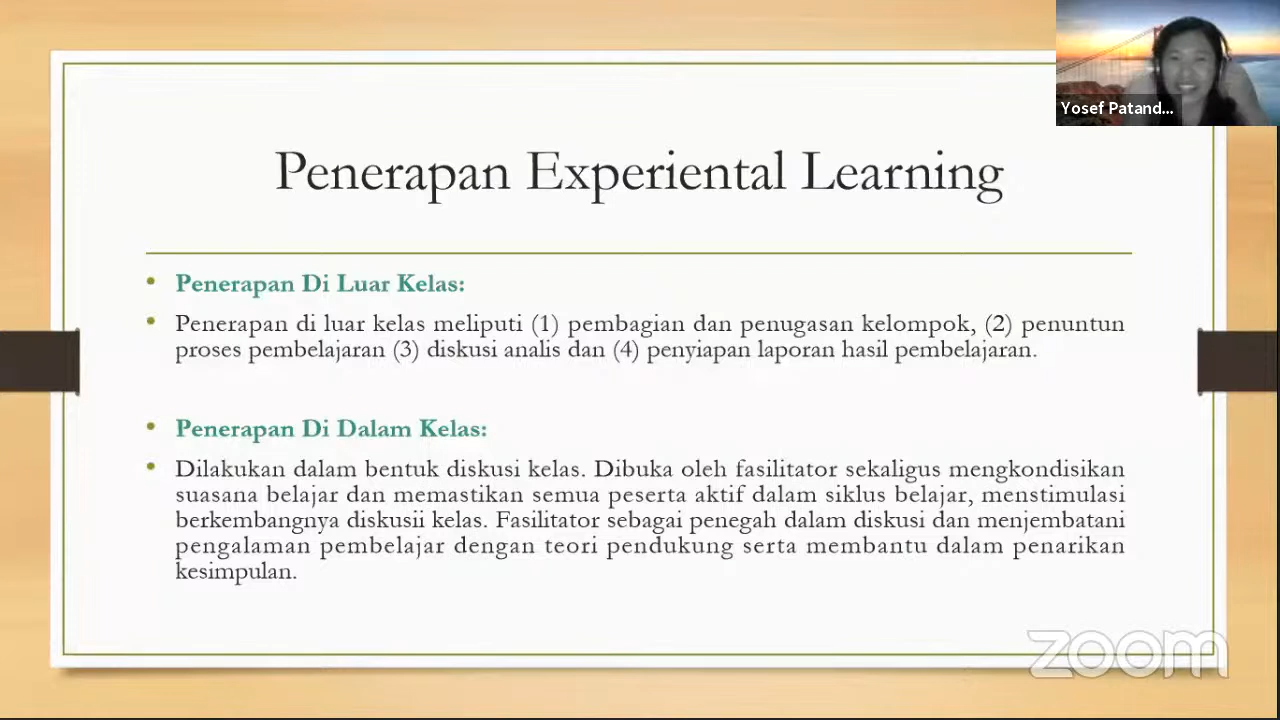 Yosef Patand...
Penerapan Experiental Learning
• Penerapan Di Luar Kelas:
• Penerapan di luar kelas meliputi (1) pembagian dan penugasan kelompok, (2) penuntun
proses pembelajaran (3) diskusi analis dan (4) penyiapan laporan hasil pembelajaran.
• Penerapan Di Dalam Kelas:
• Dilakukan dalam bentuk diskusi kelas. Dibuka oleh fasilitator sekaligus mengkondisikan
suasana belajar dan memastikan semua peserta aktif dalam siklus belajar, menstimulasi
berkembangnya diskusii kelas. Fasilitator sebagai penegah dalam diskusi dan menjembatani
pengalaman pembelajar dengan teori pendukung serta membantu dalam penarikan
kesimpulan.
zoom